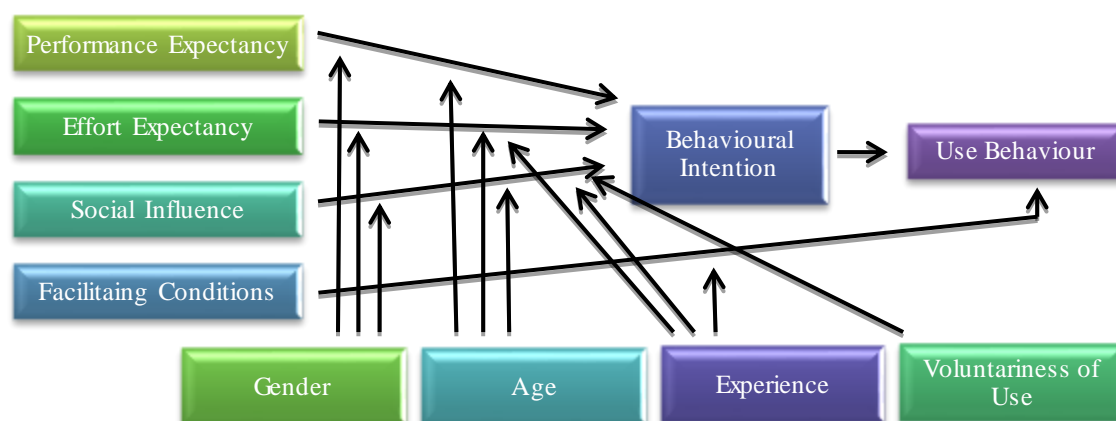 Performance Expectancy
Effort Expectancy
Social Influence
Facilitaing Conditions
Behavioural
Intention
Use Behaviour
Gender
Age
Experience
Voluntariness of
Use